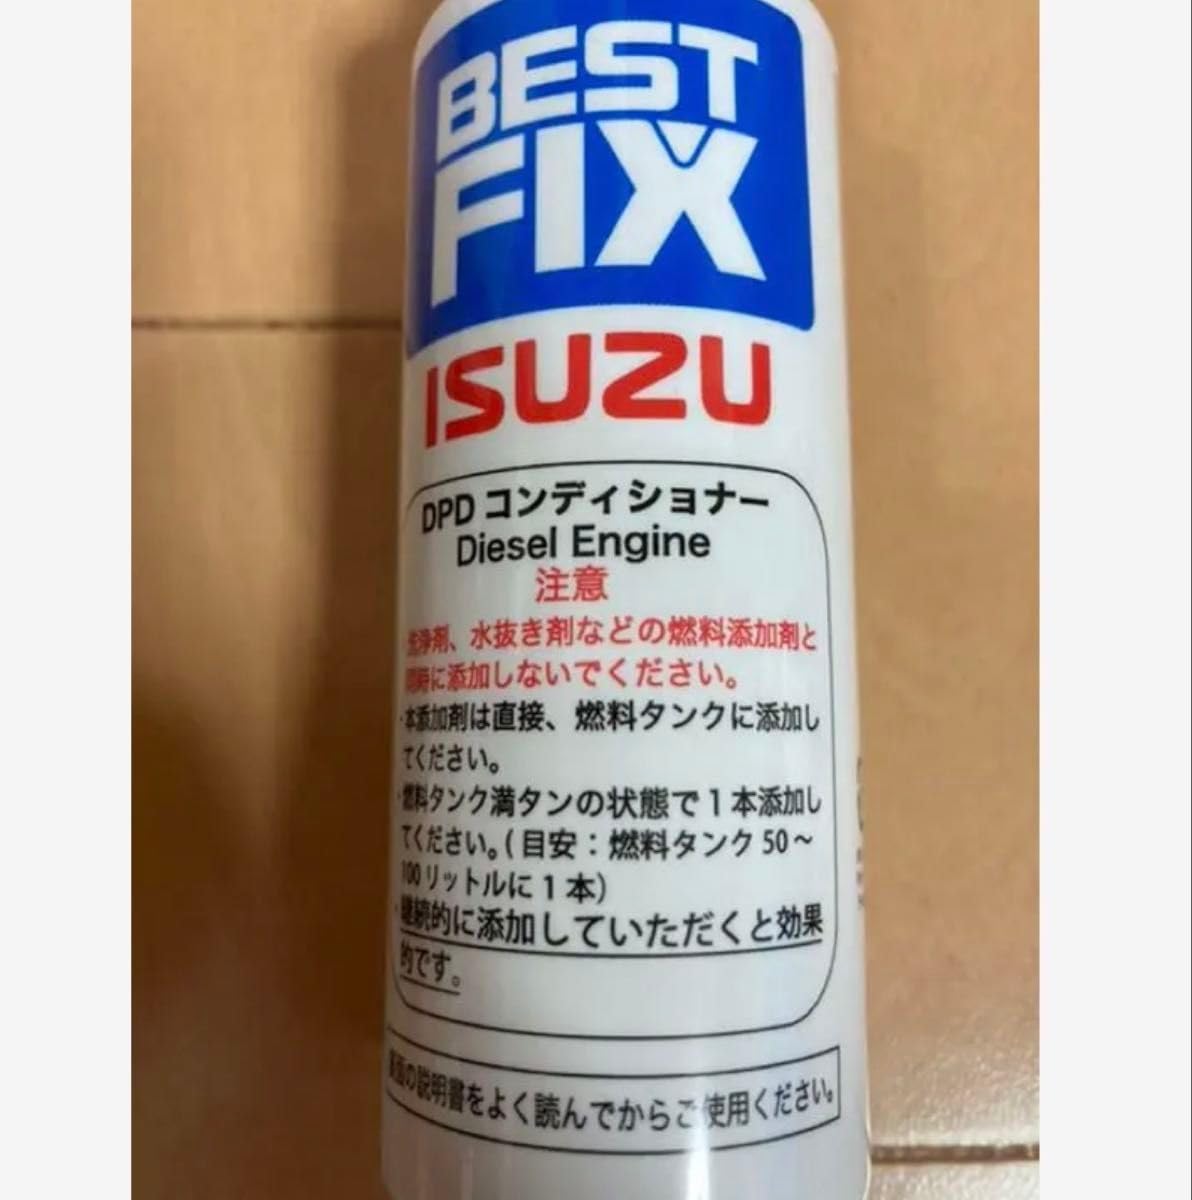 BEST
FIX
ISUZU
DPD コンディショナー
Diesel Engine
注意
洗浄剤、水抜き剤などの燃料添加剤と
同時に添加しないでください。
・本添加剤は直接、燃料タンクに添加し
てください。
・燃料タンク満タンの状態で1本添加し
てください。(目安：燃料タンク50～
100リットルに1本)
・継続的に添加していただくと効果
的です。
裏面の説明書をよく読んでからご使用ください。